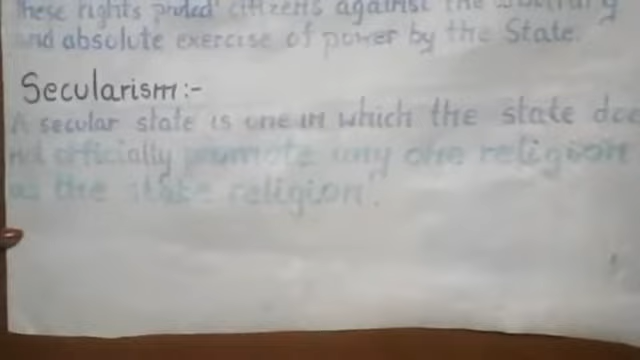 these rights protect citizens against the arbitrary
and absolute exercise of power by the State.
Secularism:-
A secular state is one in which the state doe
not officially promote any one religion
as the state religion".